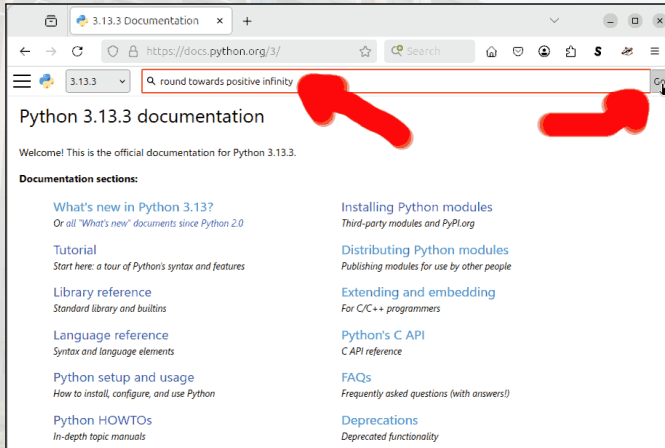 3.13.3 Documentation
https://docs.python.org/3/
Search
3.13.3
round towards positive infinity
Go
Python 3.13.3 documentation
Welcome! This is the official documentation for Python 3.13.3.
Documentation sections:
What's new in Python 3.13?
Or all "What's new" documents since Python 2.0
Tutorial
Start here: a tour of Python's syntax and features
Library reference
Standard library and builtins
Language reference
Syntax and language elements
Python setup and usage
How to install, configure, and use Python
Python HOWTOs
In-depth topic manuals
Installing Python modules
Third-party modules and PyPI.org
Distributing Python modules
Publishing modules for use by other people
Extending and embedding
For C/C++ programmers
Python's C API
C API reference
FAQs
Frequently asked questions (with answers!)
Deprecations
Deprecated functionality